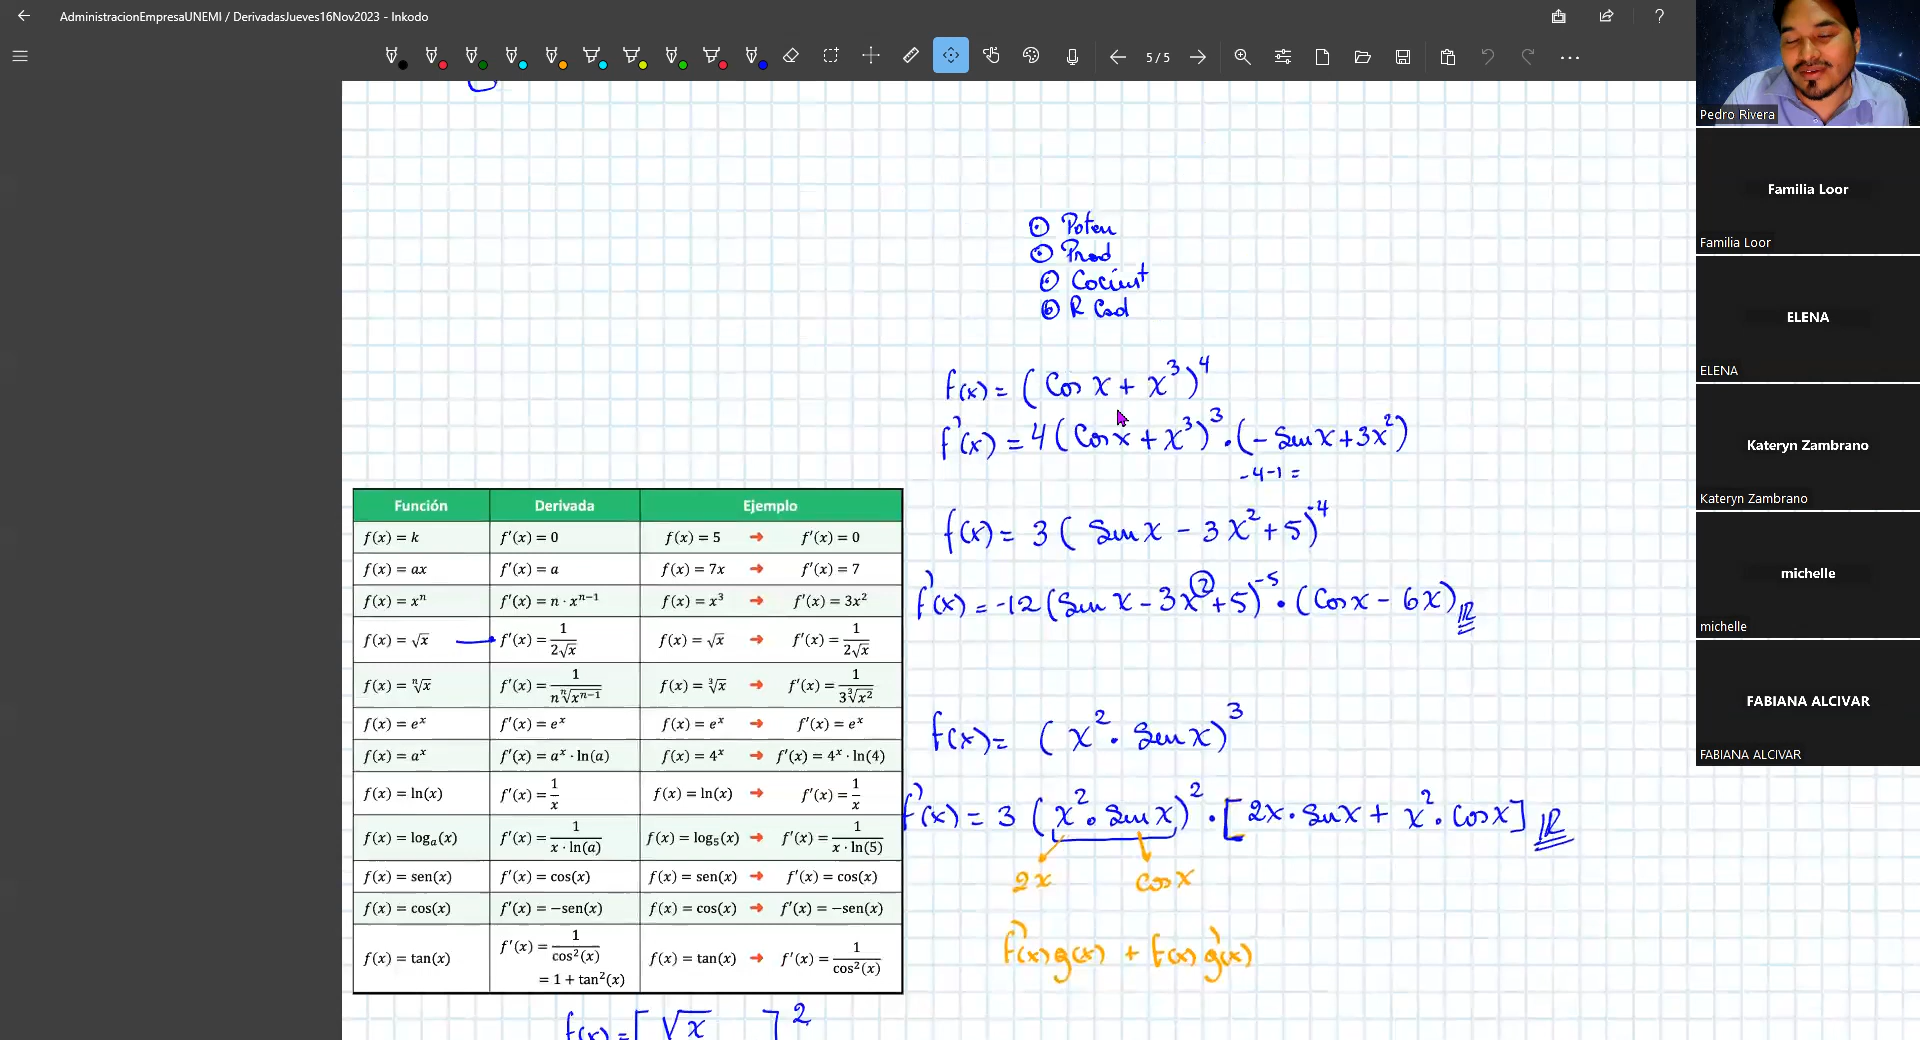 AdministracionEmpresaUNEMI / DerivadasJueves16Nov2023 - Inkodo
5/5
Pedro Rivera
Familia Loor
Familia Loor
ELENA
ELENA
Kateryn Zambrano
Kateryn Zambrano
michelle
michelle
FABIANA ALCIVAR
FABIANA ALCIVAR
⊙ Poten
⊙ Prod
⊙ Cocient
⊙ R Cad
f(x) = (Cos x + x³)⁴
f'(x) = 4(Cos x + x³)³ · (-Sen x + 3x²)
-4-1 =
f(x) = 3(Sen x - 3x² + 5)⁻⁴
f'(x) = -12(Sen x - 3x² + 5)⁻⁵ · (Cos x - 6x) R
f(x) = (x² · Sen x)³
f'(x) = 3(x² · Sen x)² · [2x · Sen x + x² · Cos x] R
2x Cos x
f'(x) g(x) + f(x) g'(x)
Función Derivada Ejemplo
f(x) = k f'(x) = 0 f(x) = 5 → f'(x) = 0
f(x) = ax f'(x) = a f(x) = 7x → f'(x) = 7
f(x) = xⁿ f'(x) = n · xⁿ⁻¹ f(x) = x³ → f'(x) = 3x²
f(x) = √x f'(x) = 1/(2√x) f(x) = √x → f'(x) = 1/(2√x)
f(x) = ⁿ√x f'(x) = 1/(n ⁿ√xⁿ⁻¹) f(x) = ³√x → f'(x) = 1/(3 ³√x²)
f(x) = eˣ f'(x) = eˣ f(x) = eˣ → f'(x) = eˣ
f(x) = aˣ f'(x) = aˣ · ln(a) f(x) = 4ˣ → f'(x) = 4ˣ · ln(4)
f(x) = ln(x) f'(x) = 1/x f(x) = ln(x) → f'(x) = 1/x
f(x) = logₐ(x) f'(x) = 1/(x · ln(a)) f(x) = log₅(x) → f'(x) = 1/(x · ln(5))
f(x) = sen(x) f'(x) = cos(x) f(x) = sen(x) → f'(x) = cos(x)
f(x) = cos(x) f'(x) = −sen(x) f(x) = cos(x) → f'(x) = −sen(x)
f(x) = tan(x) f'(x) = 1/cos²(x) = 1 + tan²(x) f(x) = tan(x) → f'(x) = 1/cos²(x)
f(x) = [√x ]²